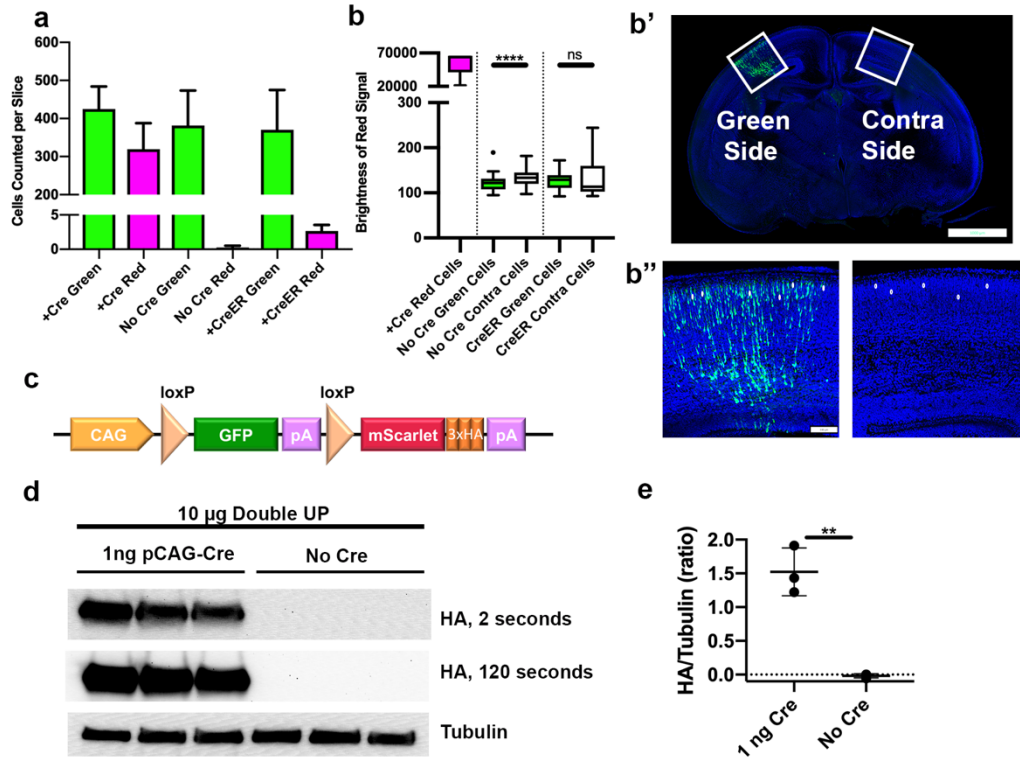 a
Cells Counted per Slice
600
500
400
300
200
5
0
+Cre Green
+Cre Red
No Cre Green
No Cre Red
+CreER Green
+CreER Red
b
Brightness of Red Signal
70000
20000
300
200
100
0
****
ns
+Cre Red Cells
No Cre Green Cells
No Cre Contra Cells
CreER Green Cells
CreER Contra Cells
b'
Green
Side
Contra
Side
b''
c
loxP
loxP
CAG
GFP
pA
mScarlet
3xHA
pA
d
10 µg Double UP
1ng pCAG-Cre
No Cre
HA, 2 seconds
HA, 120 seconds
Tubulin
e
HA/Tubulin (ratio)
2.0
1.5
1.0
0.5
0.0
**
1 ng Cre
No Cre